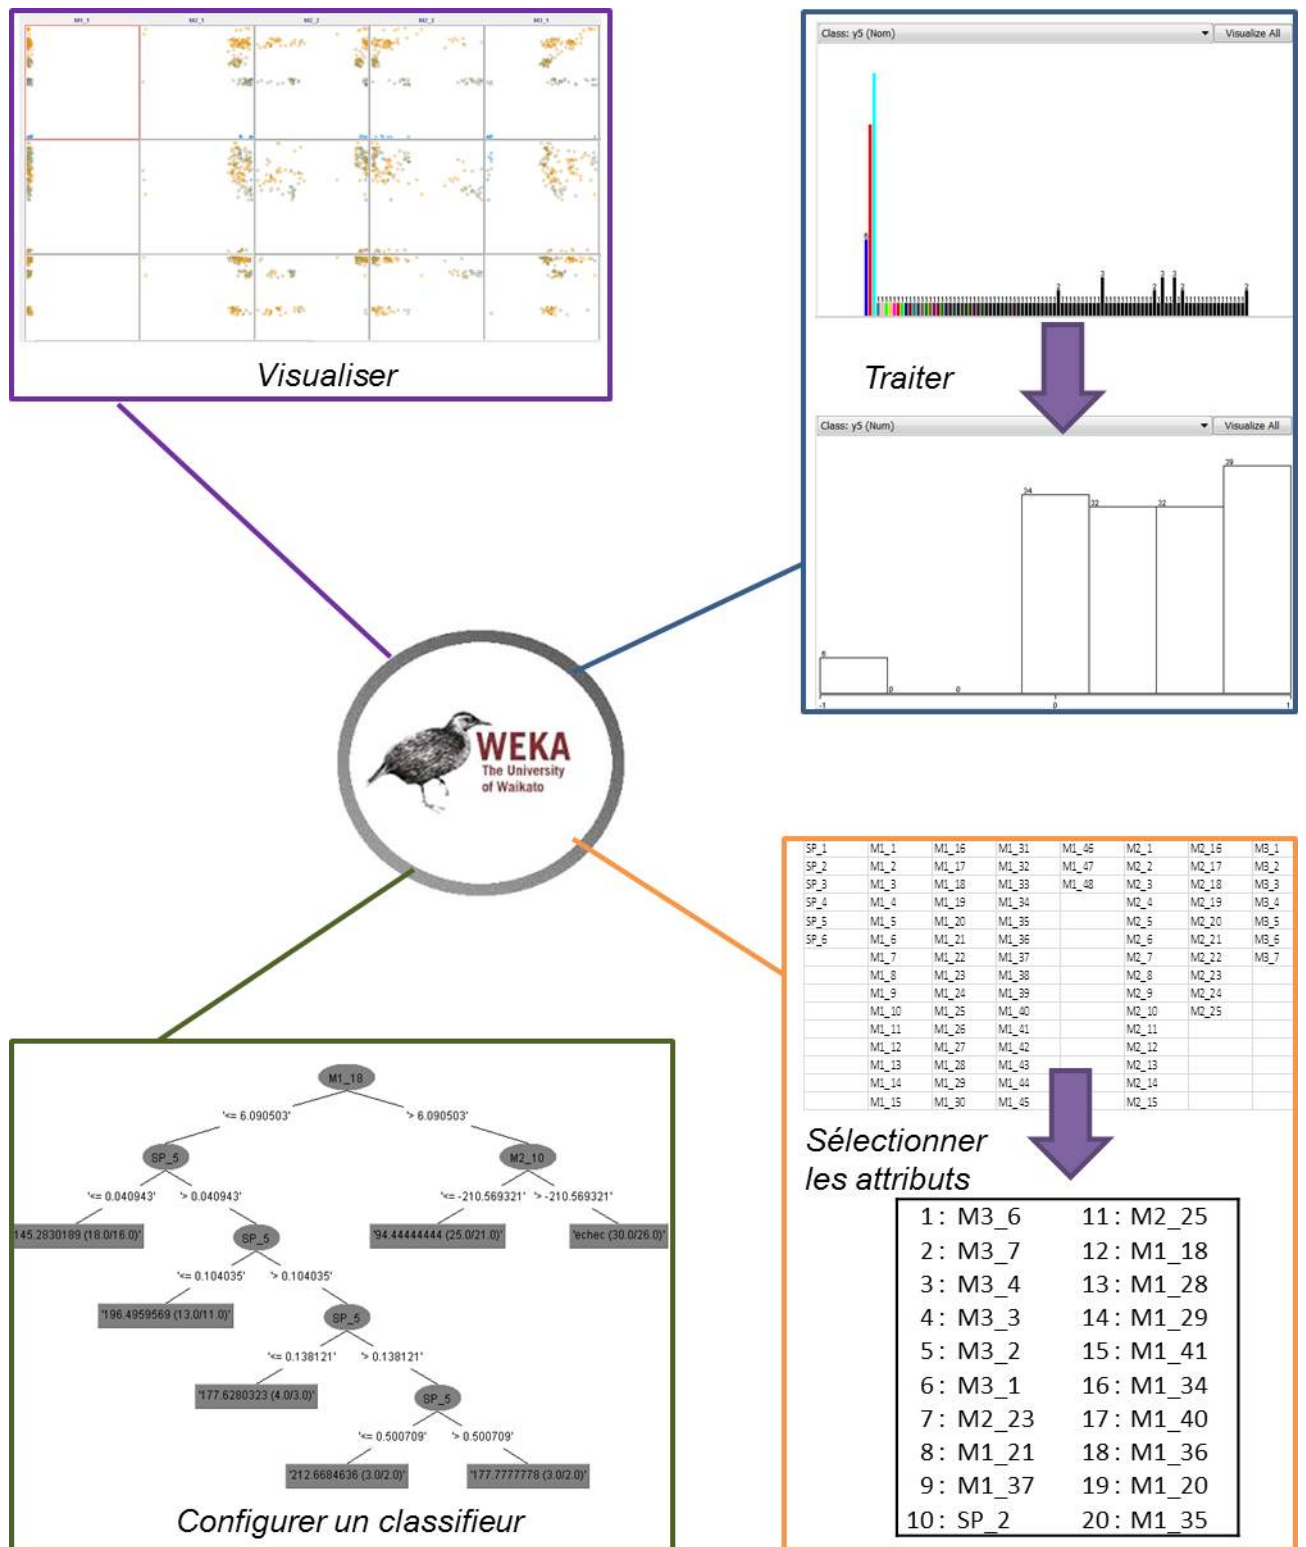 M1_1 M2_1 M2_2 M2_3 M3_1
Visualiser
Class: y5 (Nom) Visualize All
Traiter
Class: y5 (Num) Visualize All
6 0 0 34 32 32 39
-1 0 1
WEKA
The University
of Waikato
SP_1 M1_1 M1_16 M1_31 M1_46 M2_1 M2_16 M3_1
SP_2 M1_2 M1_17 M1_32 M1_47 M2_2 M2_17 M3_2
SP_3 M1_3 M1_18 M1_33 M1_48 M2_3 M2_18 M3_3
SP_4 M1_4 M1_19 M1_34 M2_4 M2_19 M3_4
SP_5 M1_5 M1_20 M1_35 M2_5 M2_20 M3_5
SP_6 M1_6 M1_21 M1_36 M2_6 M2_21 M3_6
M1_7 M1_22 M1_37 M2_7 M2_22 M3_7
M1_8 M1_23 M1_38 M2_8 M2_23
M1_9 M1_24 M1_39 M2_9 M2_24
M1_10 M1_25 M1_40 M2_10 M2_25
M1_11 M1_26 M1_41 M2_11
M1_12 M1_27 M1_42 M2_12
M1_13 M1_28 M1_43 M2_13
M1_14 M1_29 M1_44 M2_14
M1_15 M1_30 M1_45 M2_15
Sélectionner
les attributs
1: M3_6 11: M2_25
2: M3_7 12: M1_18
3: M3_4 13: M1_28
4: M3_3 14: M1_29
5: M3_2 15: M1_41
6: M3_1 16: M1_34
7: M2_23 17: M1_40
8: M1_21 18: M1_36
9: M1_37 19: M1_20
10: SP_2 20: M1_35
M1_18
'<= 6.090503' '> 6.090503'
SP_5 M2_10
'<= 0.040943' '> 0.040943' '<= -210.569321' '> -210.569321'
145.2830189 (18.0/16.0)' SP_5 '94.44444444 (25.0/21.0)' 'echec (30.0/26.0)'
'<= 0.104035' '> 0.104035'
'196.4959569 (13.0/11.0)' SP_5
'<= 0.138121' '> 0.138121'
'177.6280323 (4.0/3.0)' SP_5
'<= 0.500709' '> 0.500709'
'212.6684636 (3.0/2.0)' '177.7777778 (3.0/2.0)'
Configurer un classifieur